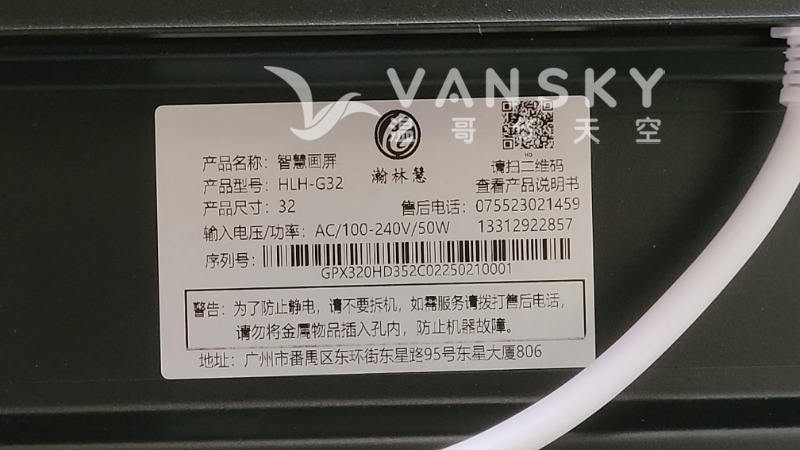 VANSKY
温哥华天空
瀚林慧
产品名称：智慧画屏
产品型号：HLH-G32
产品尺寸：32
输入电压/功率：AC/100-240V/50W
HD
请扫二维码
查看产品说明书
售后电话：075523021459
13312922857
序列号：
GPX320HD352C02250210001
警告：为了防止静电，请不要拆机，如需服务请拨打售后电话，
请勿将金属物品插入孔内，防止机器故障。
地址：广州市番禺区东环街东星路95号东星大厦806